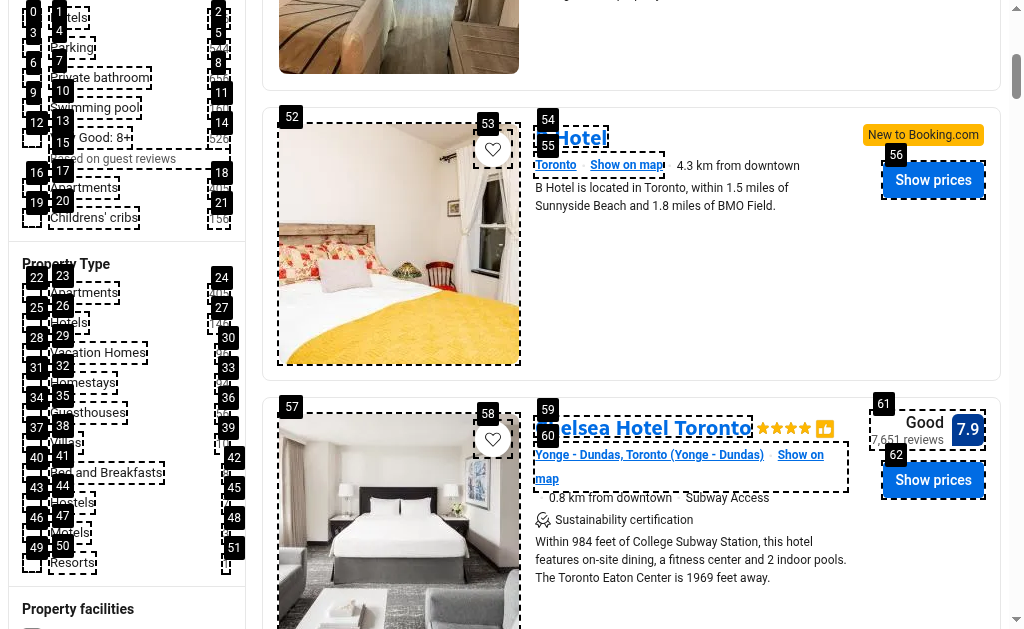 0 1 2
3 4 5
Parking
6 7 8
Private bathroom
9 10 11
Swimming pool
12 13 14
Good: 8+ 526
15
Based on guest reviews
16 17 18
Apartments
19 20 21
Childrens' cribs 156
Property Type
22 23 24
Apartments
25 26 27
Hotels
28 29 30
Vacation Homes
31 32 33
Homestays
34 35 36
Guesthouses
37 38 39
Villas
40 41 42
Bed and Breakfasts
43 44 45
Hostels
46 47 48
Motels
49 50 51
Resorts
Property facilities
52 53 54
Hotel
New to Booking.com
55
Toronto · Show on map · 4.3 km from downtown
56
Show prices
B Hotel is located in Toronto, within 1.5 miles of
Sunnyside Beach and 1.8 miles of BMO Field.
57 58 59
Chelsea Hotel Toronto
60
Yonge - Dundas, Toronto (Yonge - Dundas) · Show on
map
0.8 km from downtown · Subway Access
61
Good 7.9
7,651 reviews
62
Show prices
Sustainability certification
Within 984 feet of College Subway Station, this hotel
features on-site dining, a fitness center and 2 indoor pools.
The Toronto Eaton Center is 1969 feet away.